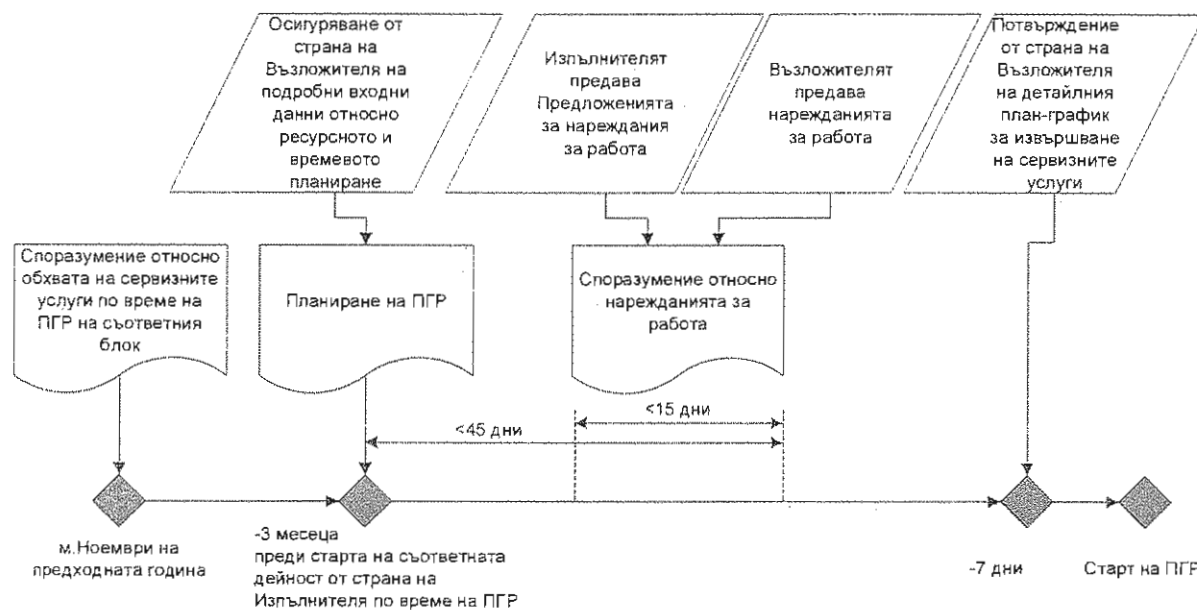 Осигуряване от
страна на
Възложителя на
подробни входни
данни относно
ресурсното и
времевото
планиране
Изпълнителят
предава
Предложенията
за нареждания
за работа
Възложителят
предава
нарежданията
за работа
Потвърждение
от страна на
Възложителя
на детайлния
план-график
за извършване
на сервизните
услуги
Споразумение относно
обхвата на сервизните
услуги по време на
ПГР на съответния
блок
Планиране на ПГР
Споразумение относно
нарежданията за
работа
<15 дни
<45 дни
м.Ноември на
предходната година
-3 месеца
преди старта на съответната
дейност от страна на
Изпълнителя по време на ПГР
-7 дни
Старт на ПГР